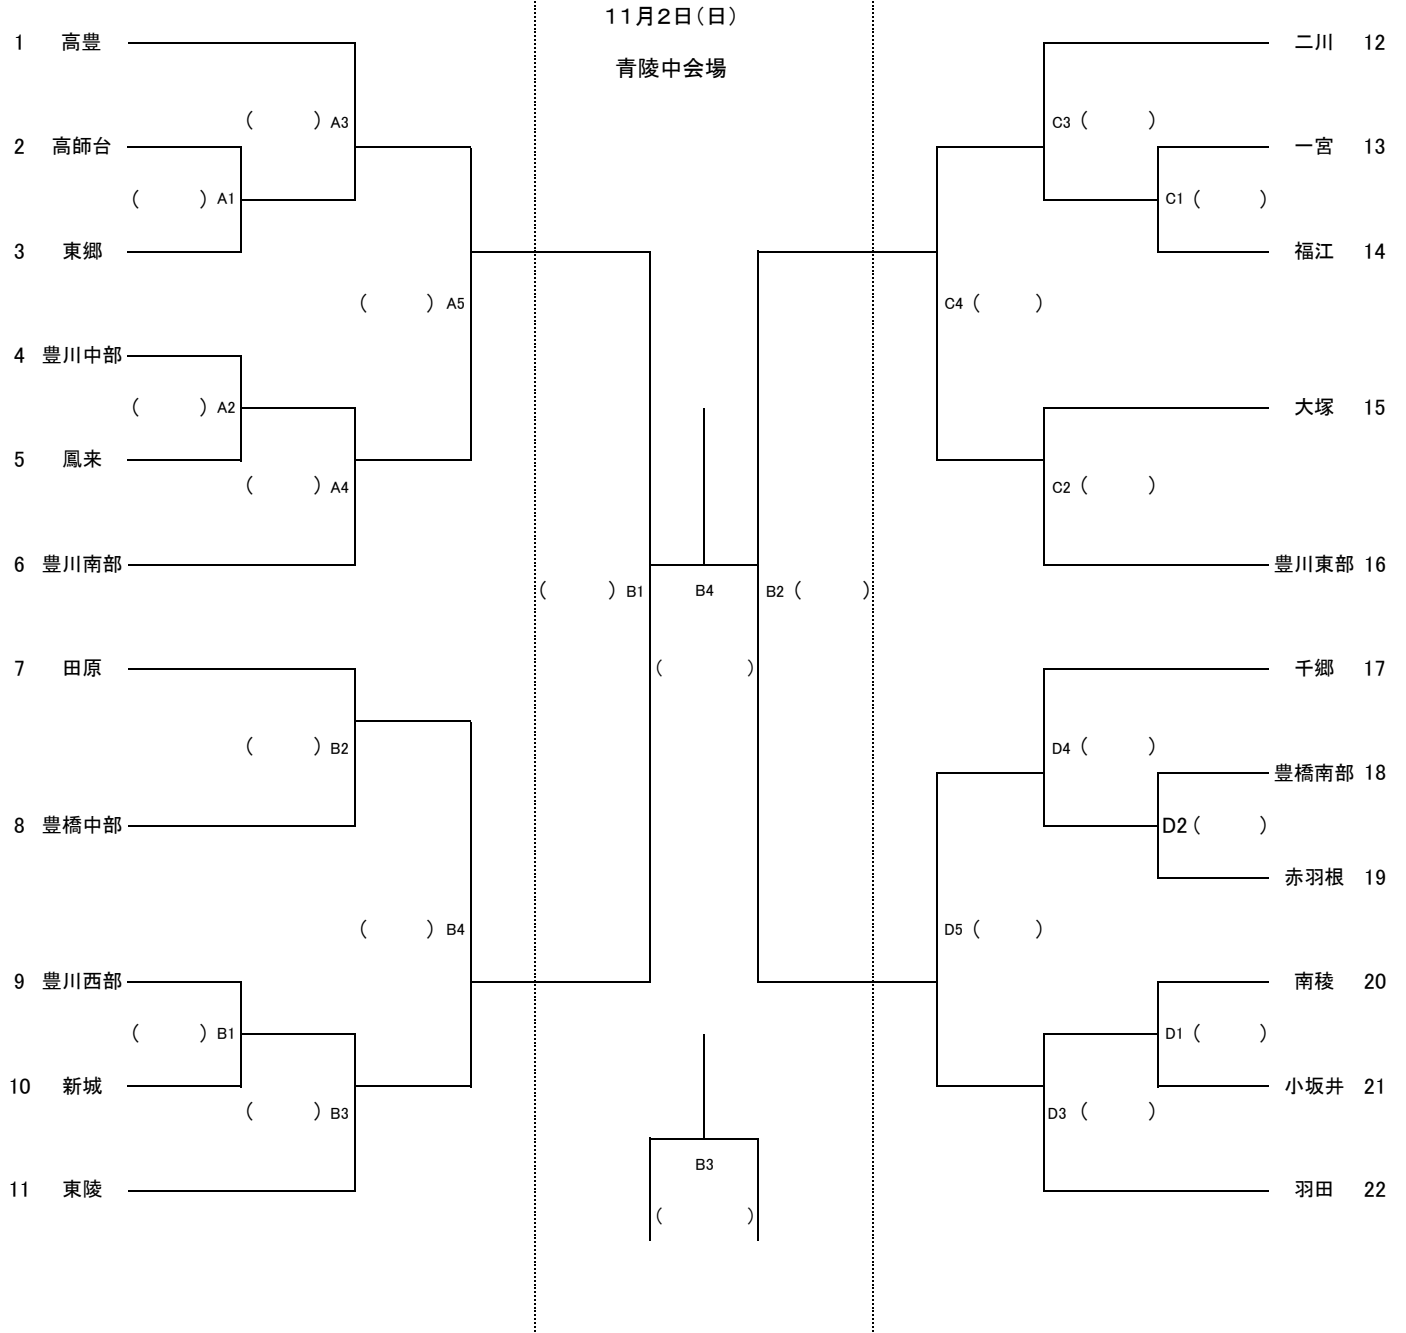 11月2日(日)
青陵中会場
1 高豊
( ) A3
2 高師台
( ) A1
3 東郷
( ) A5
4 豊川中部
( ) A2
5 鳳来
( ) A4
6 豊川南部
7 田原
( ) B2
8 豊橋中部
( ) B4
9 豊川西部
( ) B1
10 新城
( ) B3
11 東陵
( ) B1
B4
( )
B2 ( )
B3
( )
二川 12
C3 ( )
一宮 13
C1 ( )
福江 14
C4 ( )
大塚 15
C2 ( )
豊川東部 16
千郷 17
D4 ( )
豊橋南部 18
D2 ( )
赤羽根 19
D5 ( )
南稜 20
D1 ( )
小坂井 21
D3 ( )
羽田 22